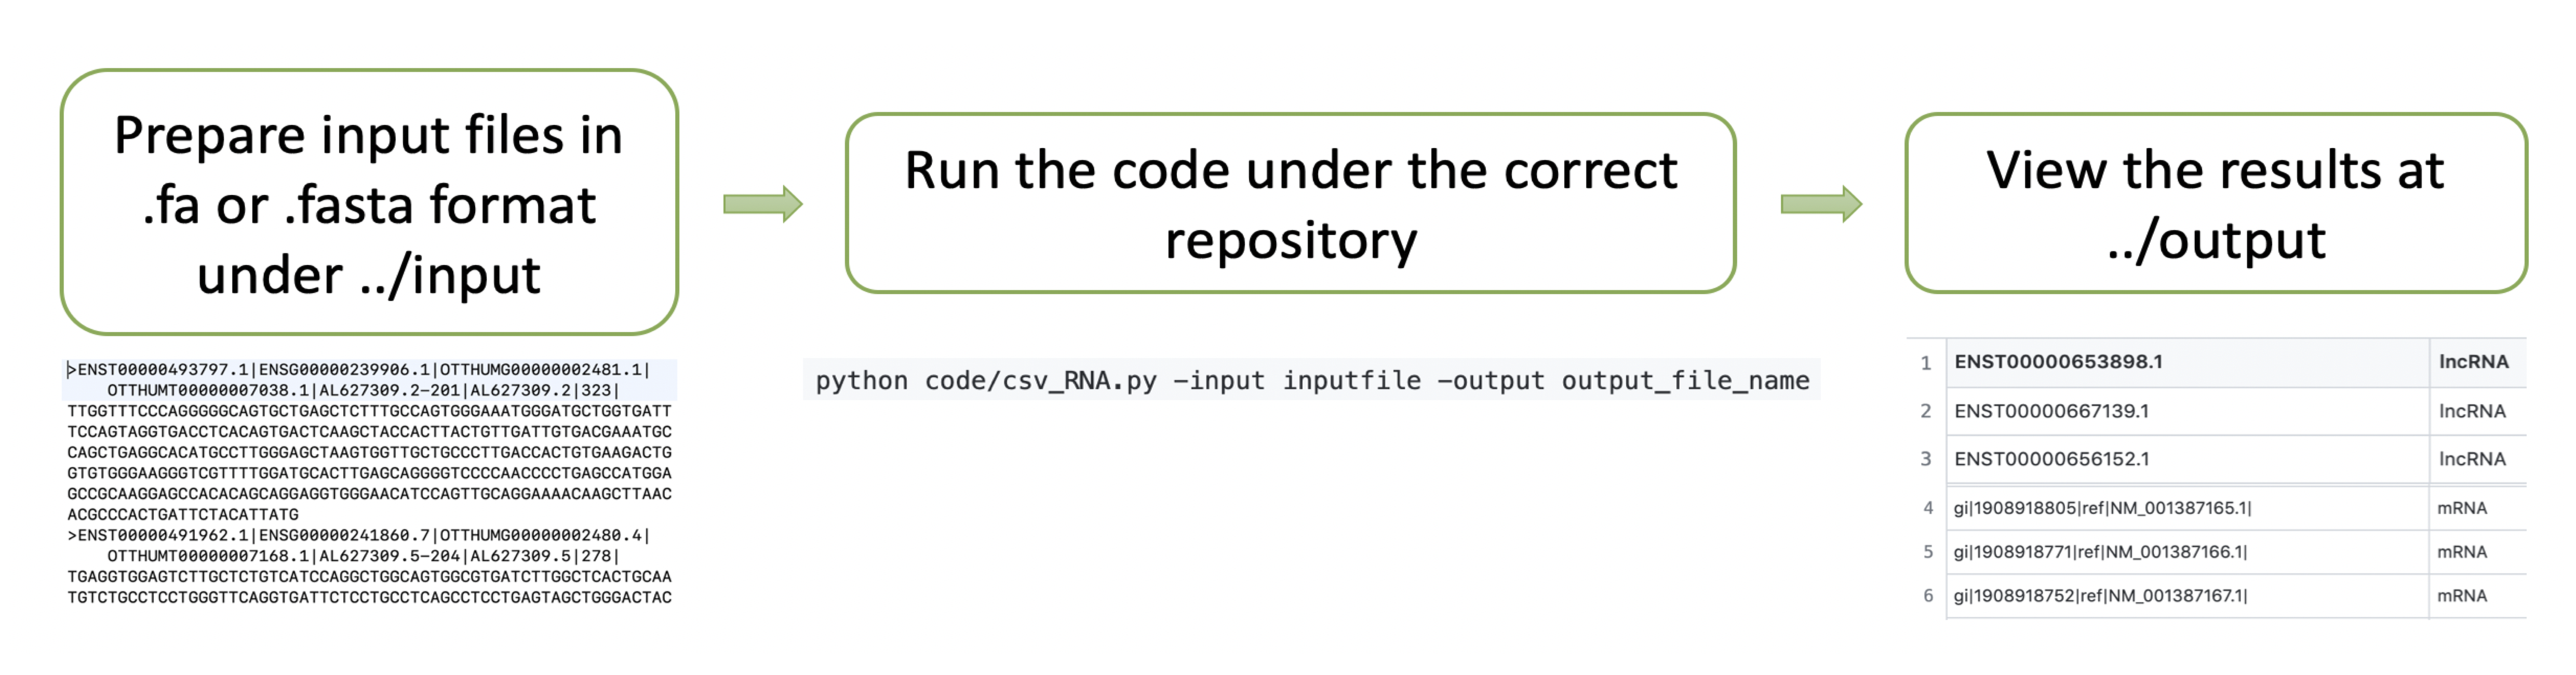 Prepare input files in
.fa or .fasta format
under ../input
Run the code under the correct
repository
View the results at
../output
>ENST00000493797.1|ENSG00000239906.1|OTTHUMG00000002481.1|
OTTHUMT00000007038.1|AL627309.2-201|AL627309.2|323|
TTGGTTTCCCAGGGGGCAGTGCTGAGCTCTTTGCCAGTGGGAAATGGGATGCTGGTGATT
TCCAGTAGGTGACCTCACAGTGACTCAAGCTACCACTTACTGTTGATTGTGACGAAATGC
CAGCTGAGGCACATGCCTTGGGAGCTAAGTGGTTGCTGCCCTTGACCACTGTGAAGACTG
GTGTGGGAAGGGTCGTTTTGGATGCACTTGAGCAGGGGTCCCCAACCCCTGAGCCATGGA
GCCGCAAGGAGCCACACAGCAGGAGGTGGGAACATCCAGTTGCAGGAAAACAAGCTTAAC
ACGCCCACTGATTCTACATTATG
>ENST00000491962.1|ENSG00000241860.7|OTTHUMG00000002480.4|
OTTHUMT00000007168.1|AL627309.5-204|AL627309.5|278|
TGAGGTGGAGTCTTGCTCTGTCATCCAGGCTGGCAGTGGCGTGATCTTGGCTCACTGCAA
TGTCTGCCTCCTGGGTTCAGGTGATTCTCCTGCCTCAGCCTCCTGAGTAGCTGGGACTAC
python code/csv_RNA.py -input inputfile -output output_file_name
1 ENST00000653898.1 lncRNA
2 ENST00000667139.1 lncRNA
3 ENST00000656152.1 lncRNA
4 gi|1908918805|ref|NM_001387165.1| mRNA
5 gi|1908918771|ref|NM_001387166.1| mRNA
6 gi|1908918752|ref|NM_001387167.1| mRNA